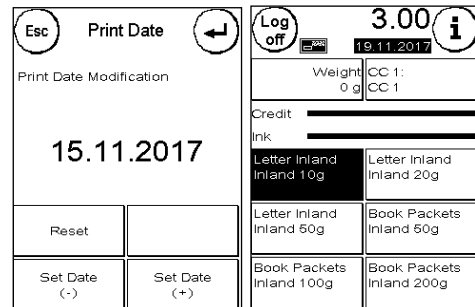 Esc
Print Date
Print Date Modification
15.11.2017
Reset
Set Date
(-)
Set Date
(+)
Log
off
3.00
i
19.11.2017
Weight
0 g
CC 1:
CC 1
Credit
Ink
Letter Inland
Inland 10g
Letter Inland
Inland 20g
Letter Inland
Inland 50g
Book Packets
Inland 50g
Book Packets
Inland 100g
Book Packets
Inland 200g